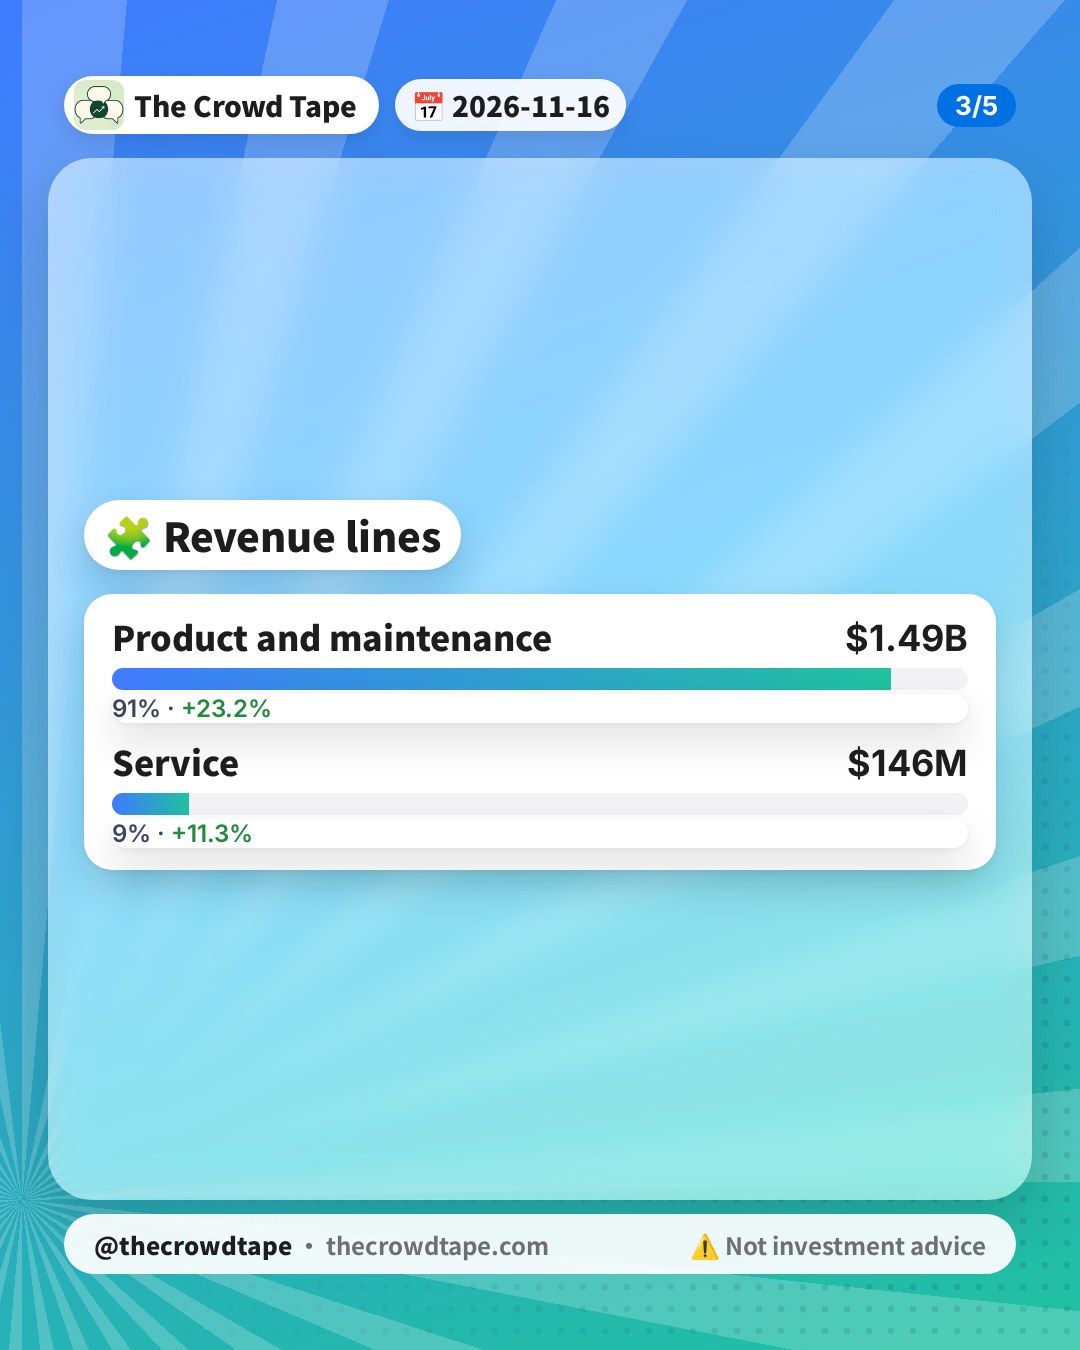 The Crowd Tape
July
2026-11-16
3/5
Revenue lines
Product and maintenance $1.49B
91% · +23.2%
Service $146M
9% · +11.3%
@thecrowdtape • thecrowdtape.com
Not investment advice